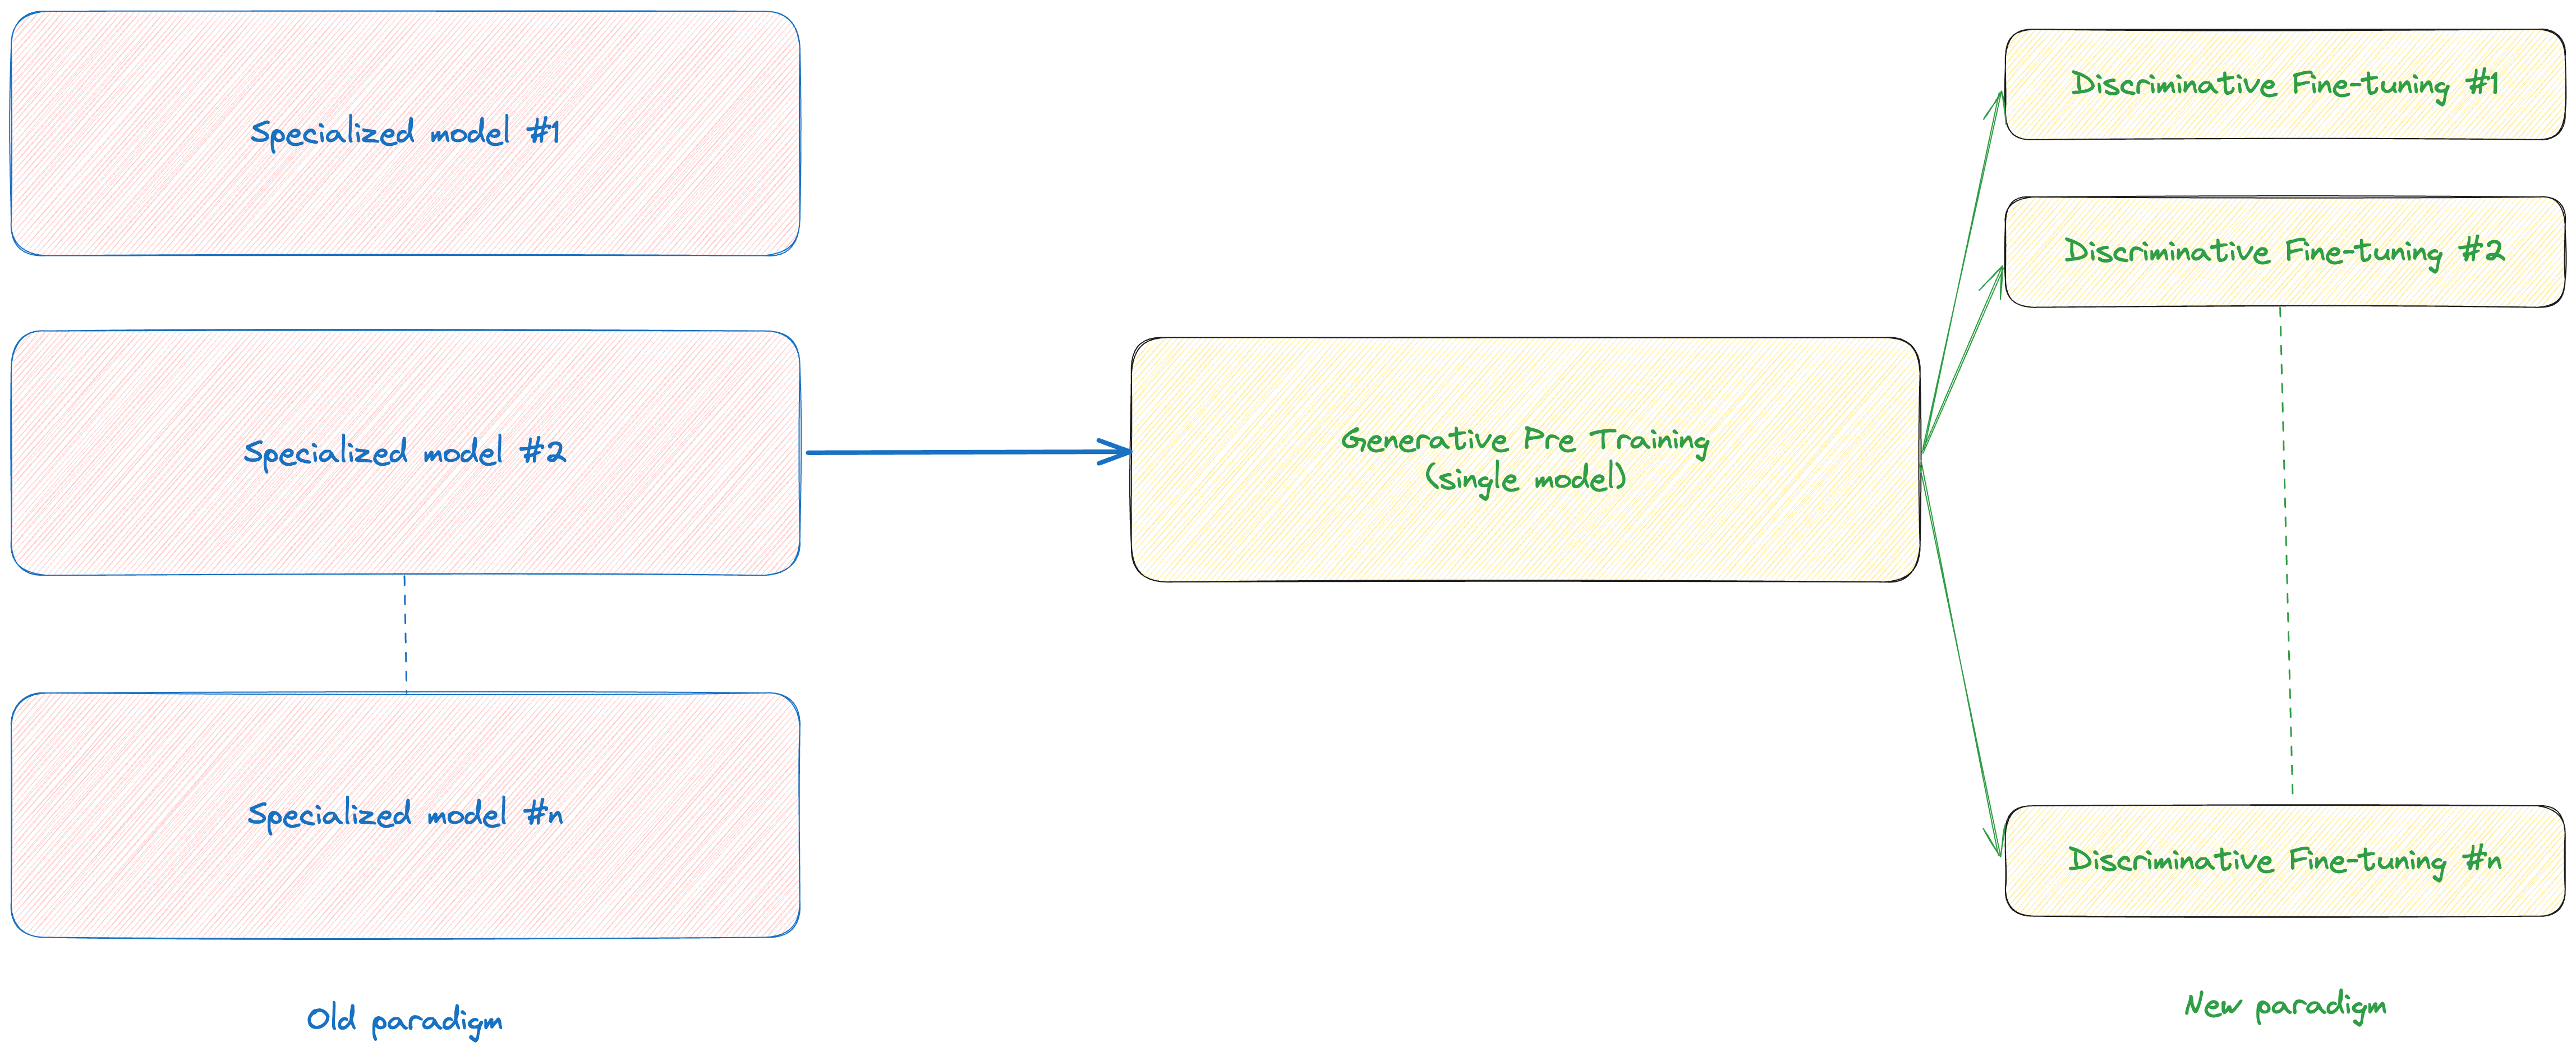 Specialized model #1
Specialized model #2
Specialized model #n
Old paradigm
Generative Pre Training
(single model)
Discriminative Fine-tuning #1
Discriminative Fine-tuning #2
Discriminative Fine-tuning #n
New paradigm